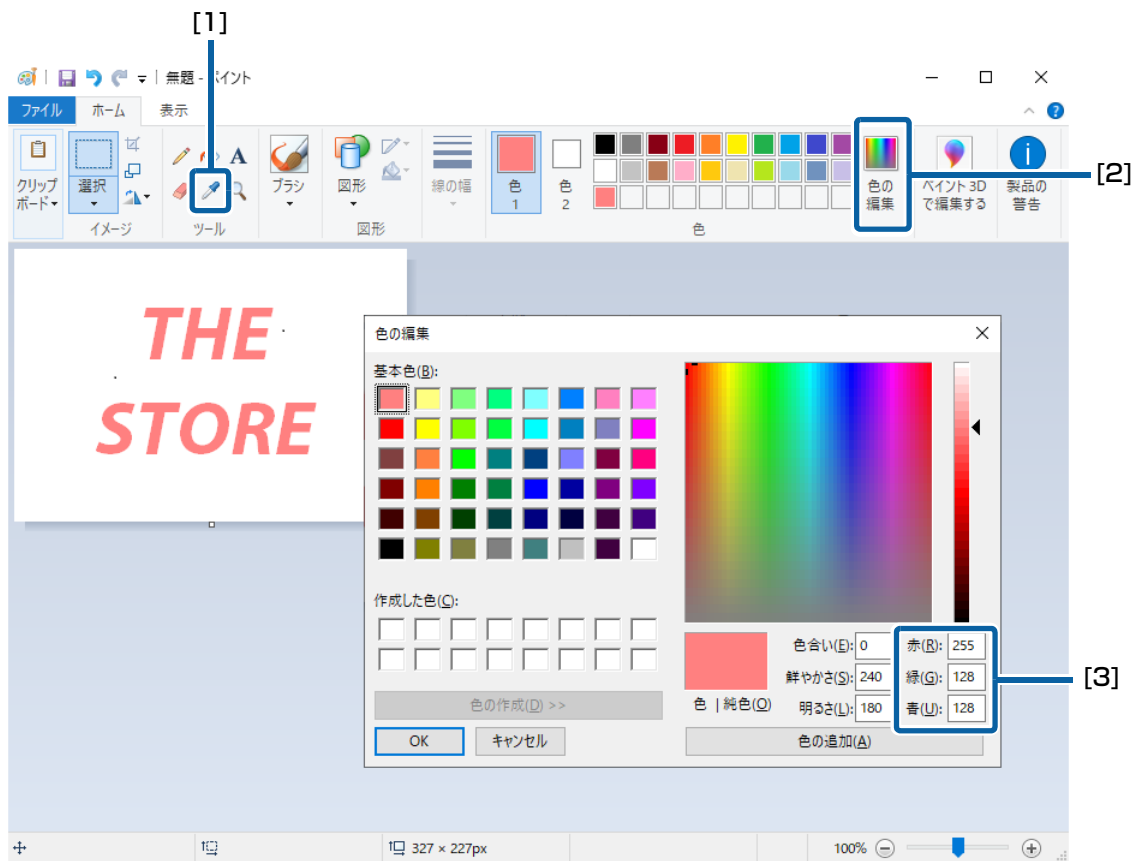 [1]
無題 - ペイント
ファイル
ホーム
表示
クリップ
ボード
選択
イメージ
A
ツール
ブラシ
図形
図形
線の幅
色
1
色
2
色
色の
編集
[2]
ペイント 3D
で編集する
製品の
警告
THE
STORE
色の編集
基本色(B):
作成した色(C):
色の作成(D) >>
OK
キャンセル
色 | 純色(O)
色合い(E): 0
赤(R): 255
鮮やかさ(S): 240
緑(G): 128
[3]
明るさ(L): 180
青(U): 128
色の追加(A)
327 × 227px
100%